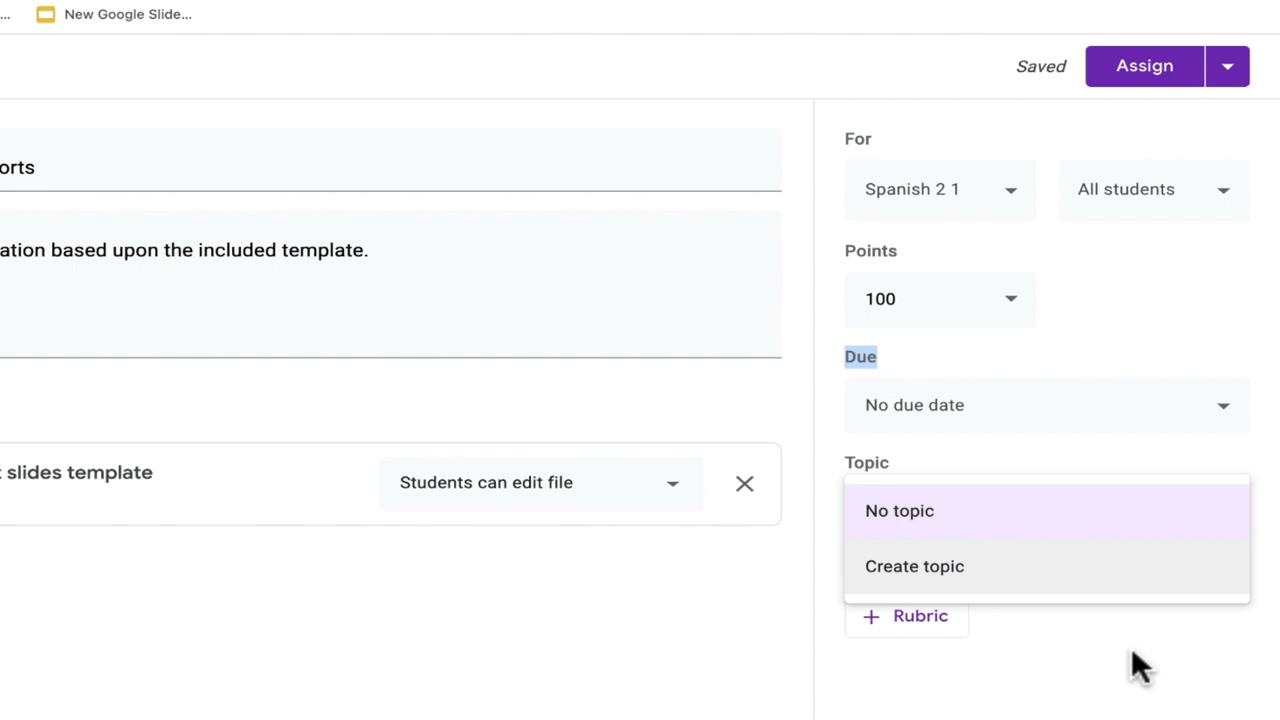 ... New Google Slide...
Saved Assign
For
orts
Spanish 2 1 All students
ation based upon the included template.
Points
100
Due
No due date
Topic
slides template Students can edit file
No topic
Create topic
+ Rubric